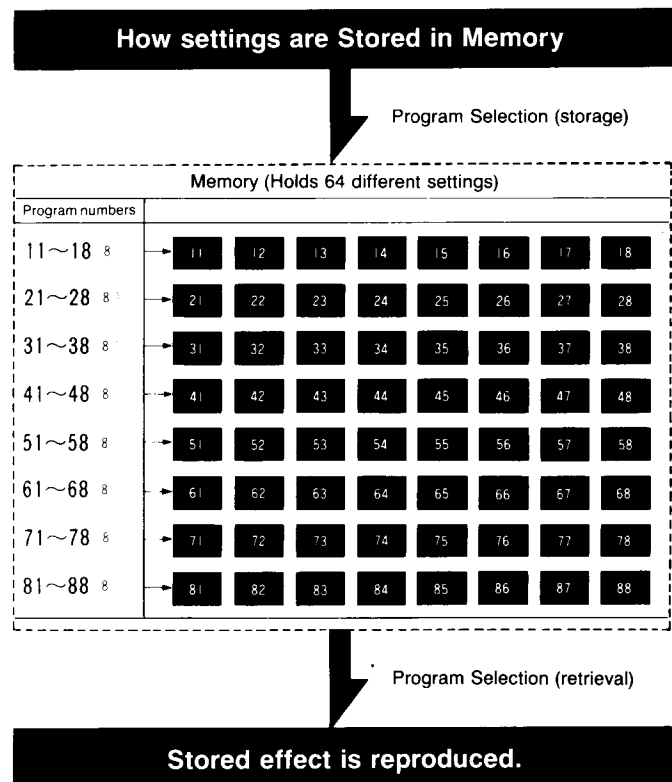 How settings are Stored in Memory
Program Selection (storage)
Memory (Holds 64 different settings)
Program numbers
11~18 8 11 12 13 14 15 16 17 18
21~28 8 21 22 23 24 25 26 27 28
31~38 8 31 32 33 34 35 36 37 38
41~48 8 41 42 43 44 45 46 47 48
51~58 8 51 52 53 54 55 56 57 58
61~68 8 61 62 63 64 65 66 67 68
71~78 8 71 72 73 74 75 76 77 78
81~88 8 81 82 83 84 85 86 87 88
Program Selection (retrieval)
Stored effect is reproduced.